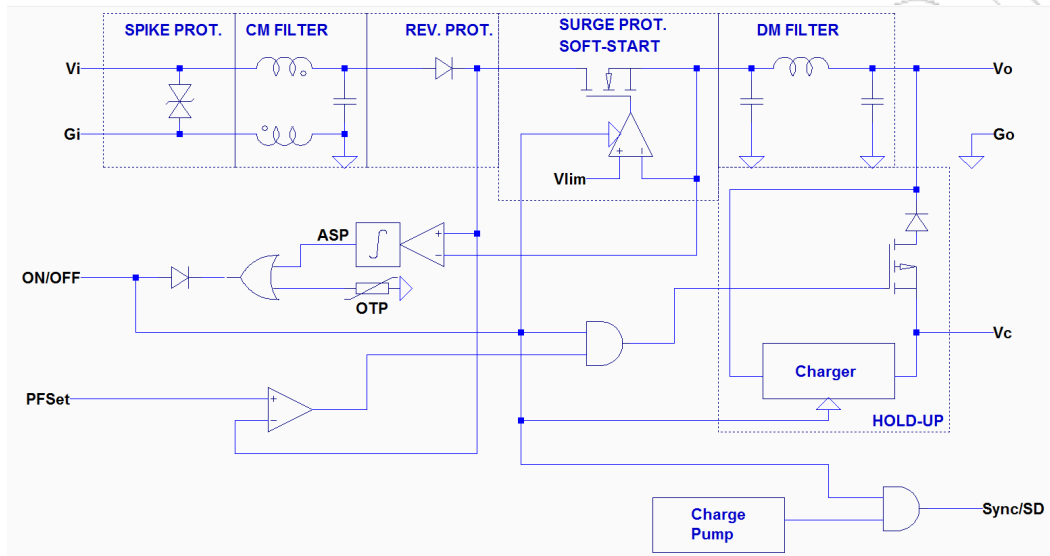 SPIKE PROT.
CM FILTER
REV. PROT.
SURGE PROT.
SOFT-START
DM FILTER
Vi
Vo
Gi
Go
+
-
Vlim
ASP
∫
+
-
ON/OFF
OTP
Vc
Charger
PFSet
+
-
HOLD-UP
Charge
Pump
Sync/SD